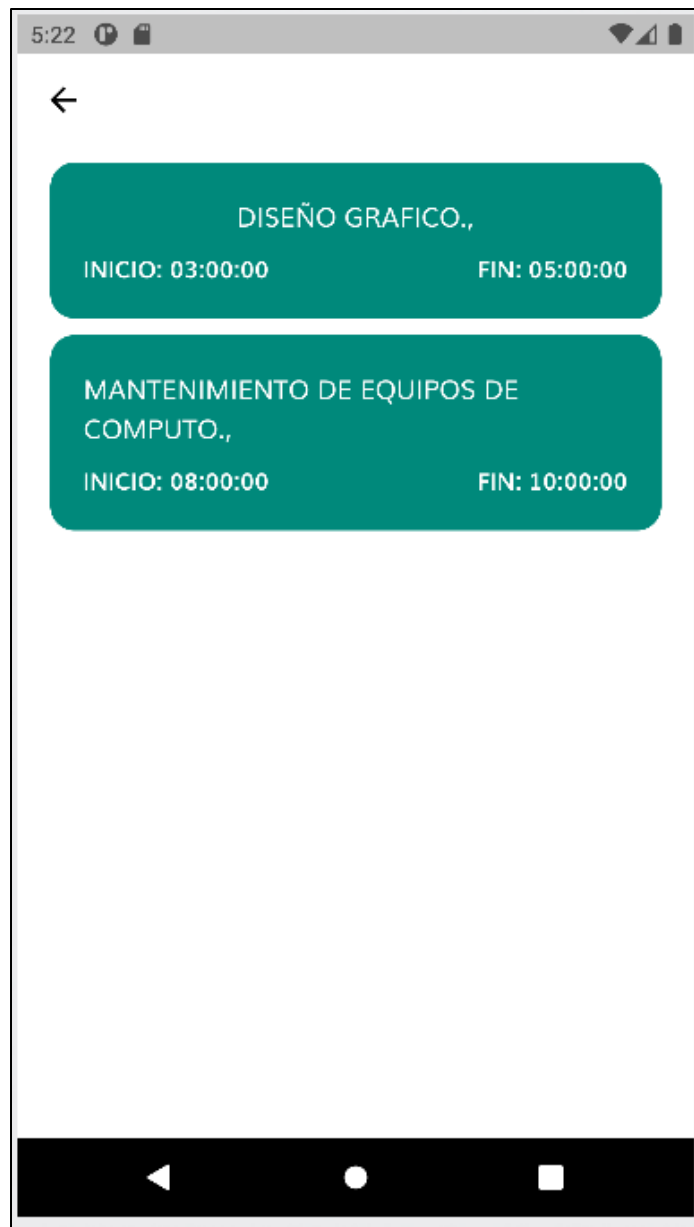 5:22
DISEÑO GRAFICO.,
INICIO: 03:00:00 FIN: 05:00:00
MANTENIMIENTO DE EQUIPOS DE
COMPUTO.,
INICIO: 08:00:00 FIN: 10:00:00